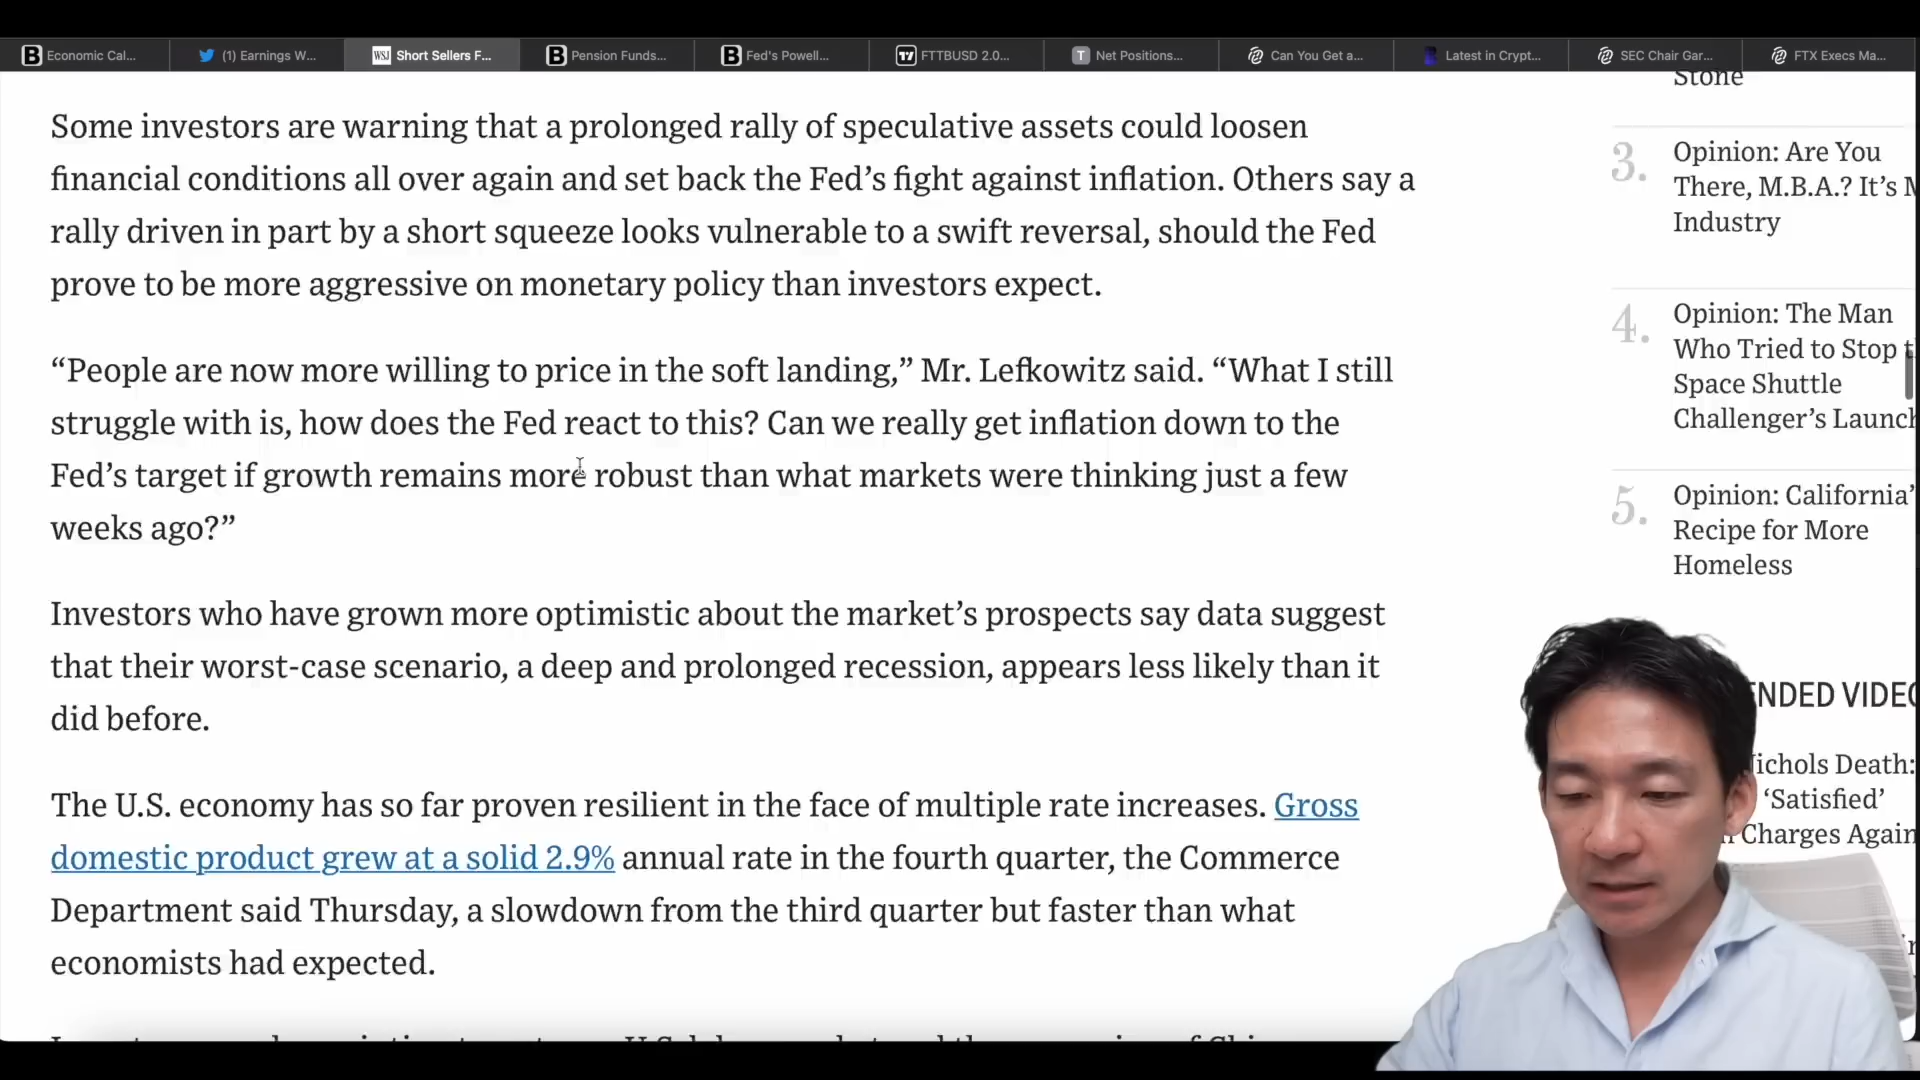 Economic Cal...
(1) Earnings W...
WSJ Short Sellers F...
Pension Funds...
Fed's Powell...
FTTBUSD 2.0...
T Net Positions...
Can You Get a...
Latest in Crypt...
SEC Chair Gar...
FTX Execs Ma...
Some investors are warning that a prolonged rally of speculative assets could loosen
financial conditions all over again and set back the Fed’s fight against inflation. Others say a
rally driven in part by a short squeeze looks vulnerable to a swift reversal, should the Fed
prove to be more aggressive on monetary policy than investors expect.
“People are now more willing to price in the soft landing,” Mr. Lefkowitz said. “What I still
struggle with is, how does the Fed react to this? Can we really get inflation down to the
Fed’s target if growth remains more robust than what markets were thinking just a few
weeks ago?”
Investors who have grown more optimistic about the market’s prospects say data suggest
that their worst-case scenario, a deep and prolonged recession, appears less likely than it
did before.
The U.S. economy has so far proven resilient in the face of multiple rate increases. Gross
domestic product grew at a solid 2.9% annual rate in the fourth quarter, the Commerce
Department said Thursday, a slowdown from the third quarter but faster than what
economists had expected.
Stone
3. Opinion: Are You
There, M.B.A.? It’s M
Industry
4. Opinion: The Man
Who Tried to Stop t
Space Shuttle
Challenger’s Launch
5. Opinion: California’
Recipe for More
Homeless
NDED VIDEO
ichols Death:
‘Satisfied’
Charges Again